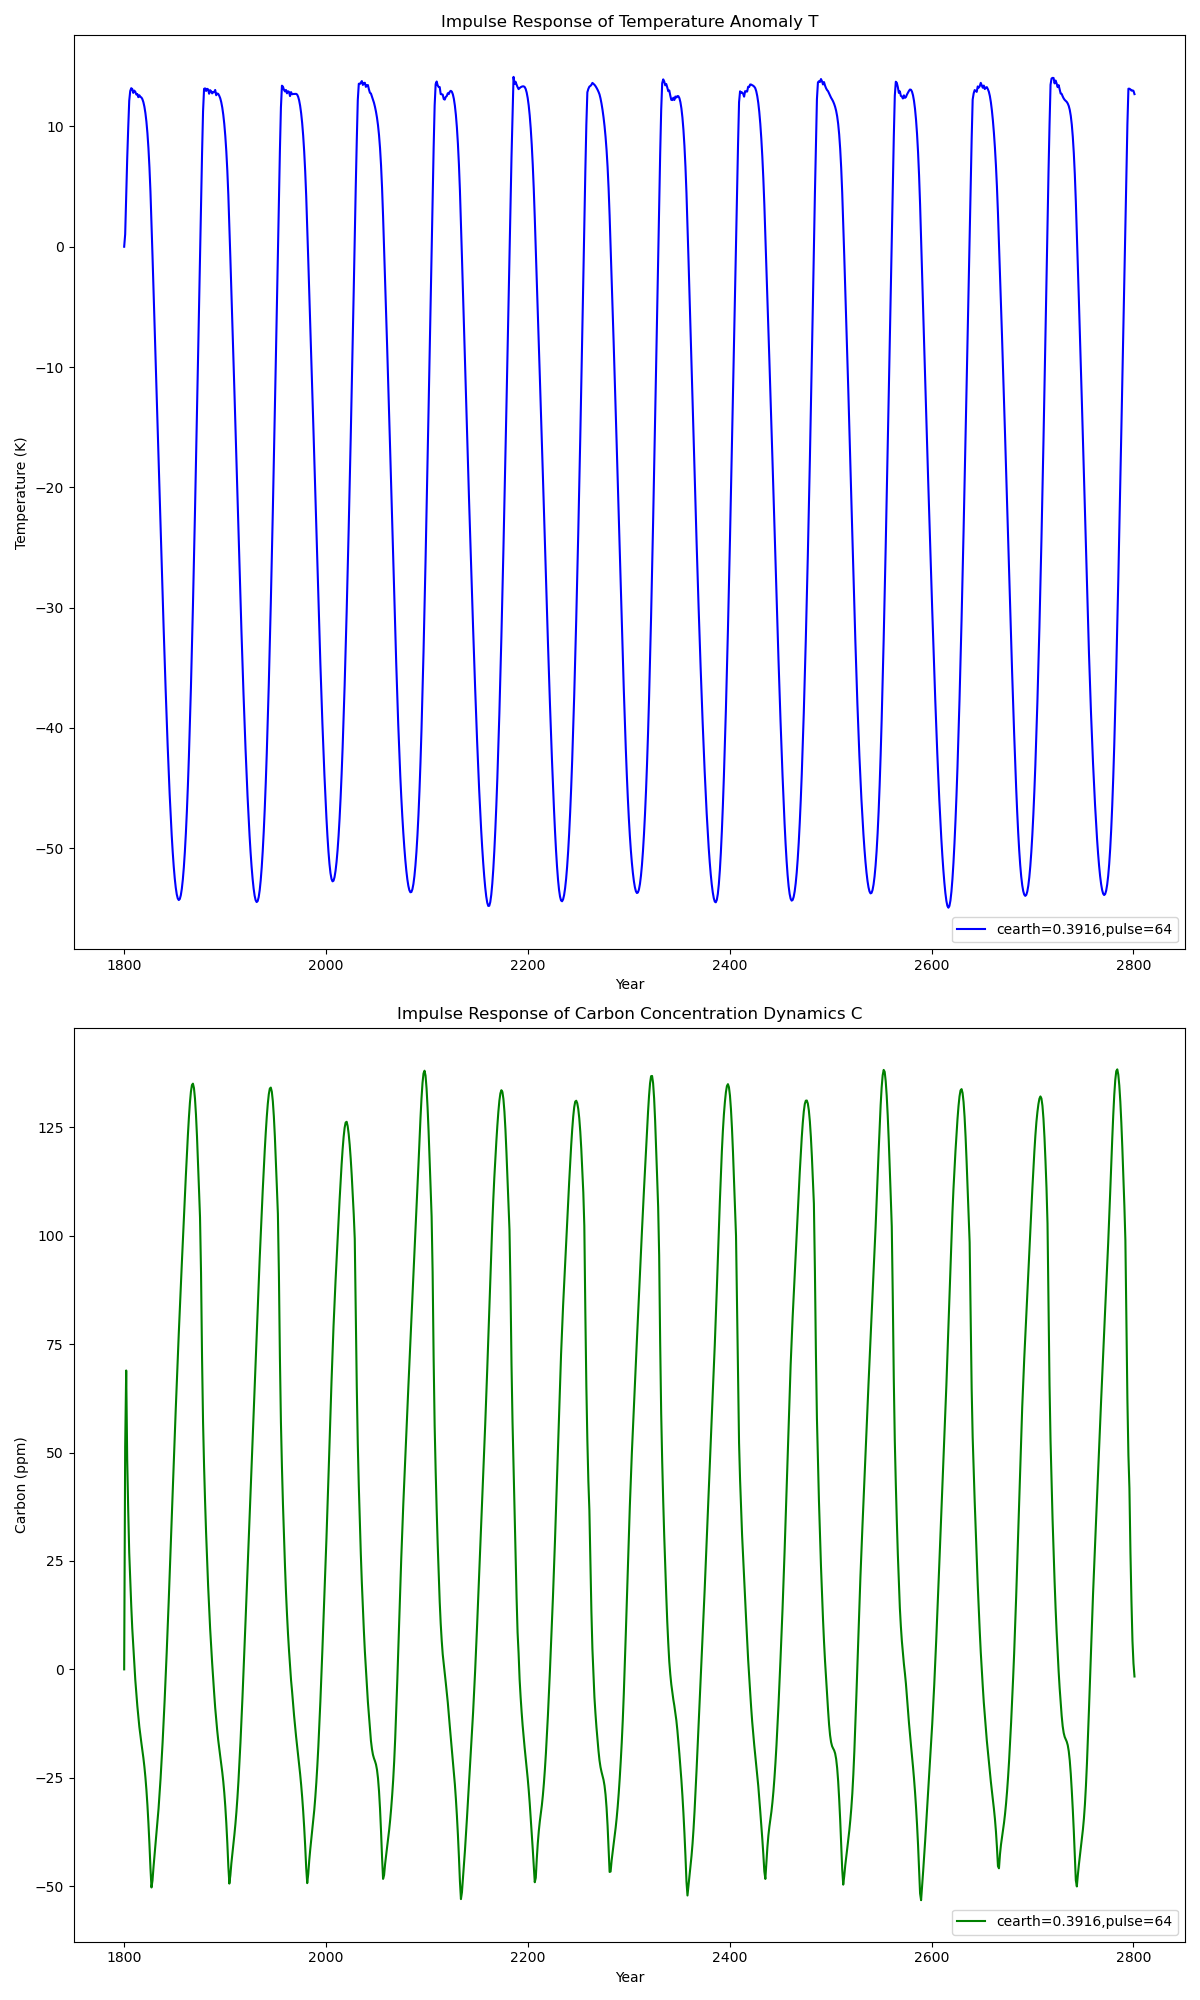 Impulse Response of Temperature Anomaly T
10
0
−10
−20
−30
−40
−50
Temperature (K)
cearth=0.3916,pulse=64
1800 2000 2200 2400 2600 2800
Year
Impulse Response of Carbon Concentration Dynamics C
125
100
75
50
25
0
−25
−50
Carbon (ppm)
cearth=0.3916,pulse=64
1800 2000 2200 2400 2600 2800
Year